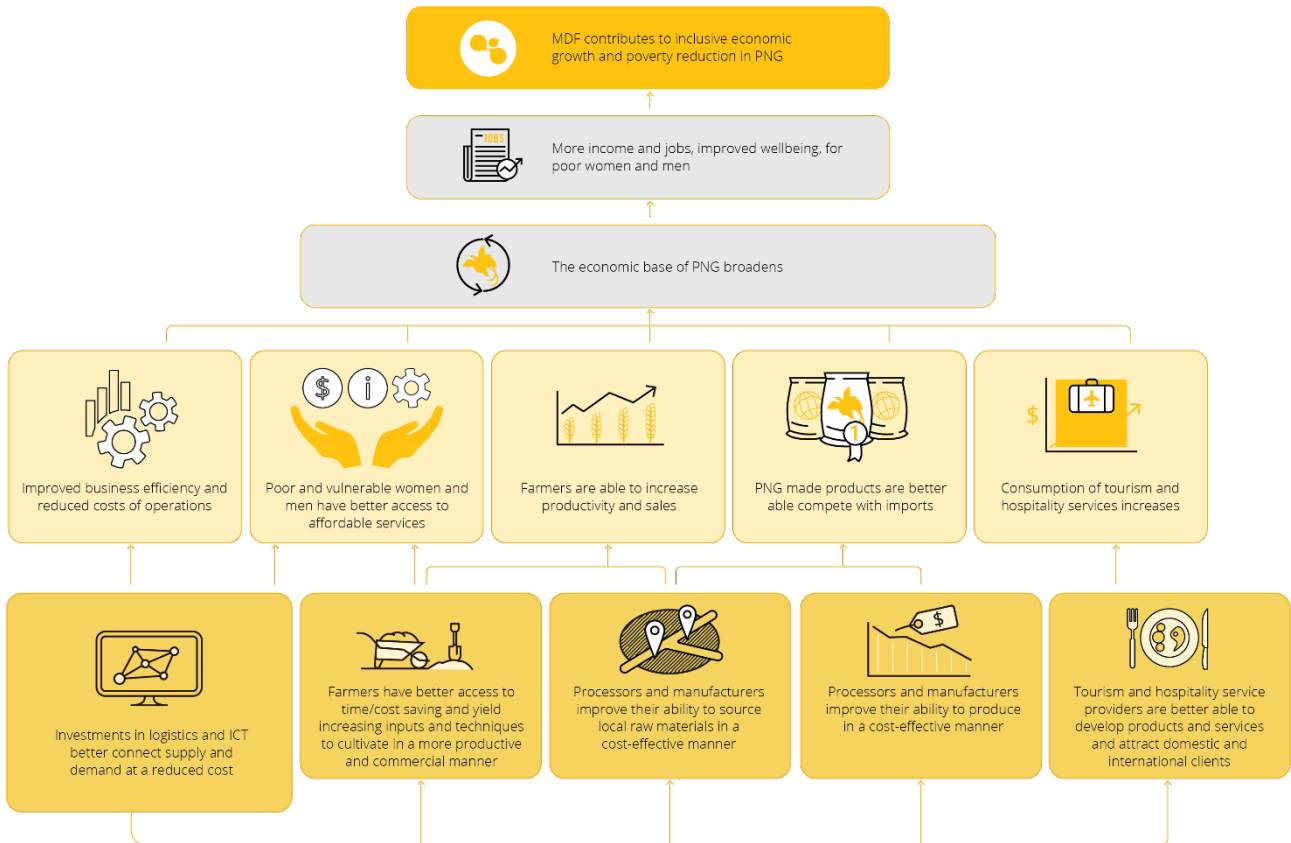 MDF contributes to inclusive economic
growth and poverty reduction in PNG
JOBS
More income and jobs, improved wellbeing, for
poor women and men
The economic base of PNG broadens
$
i
1
$
Improved business efficiency and
reduced costs of operations
Poor and vulnerable women and
men have better access to
affordable services
Farmers are able to increase
productivity and sales
PNG made products are better
able compete with imports
Consumption of tourism and
hospitality services increases
Investments in logistics and ICT
better connect supply and
demand at a reduced cost
Farmers have better access to
time/cost saving and yield
increasing inputs and techniques
to cultivate in a more productive
and commercial manner
Processors and manufacturers
improve their ability to source
local raw materials in a
cost-effective manner
$
Processors and manufacturers
improve their ability to produce
in a cost-effective manner
Tourism and hospitality service
providers are better able to
develop products and services
and attract domestic and
international clients